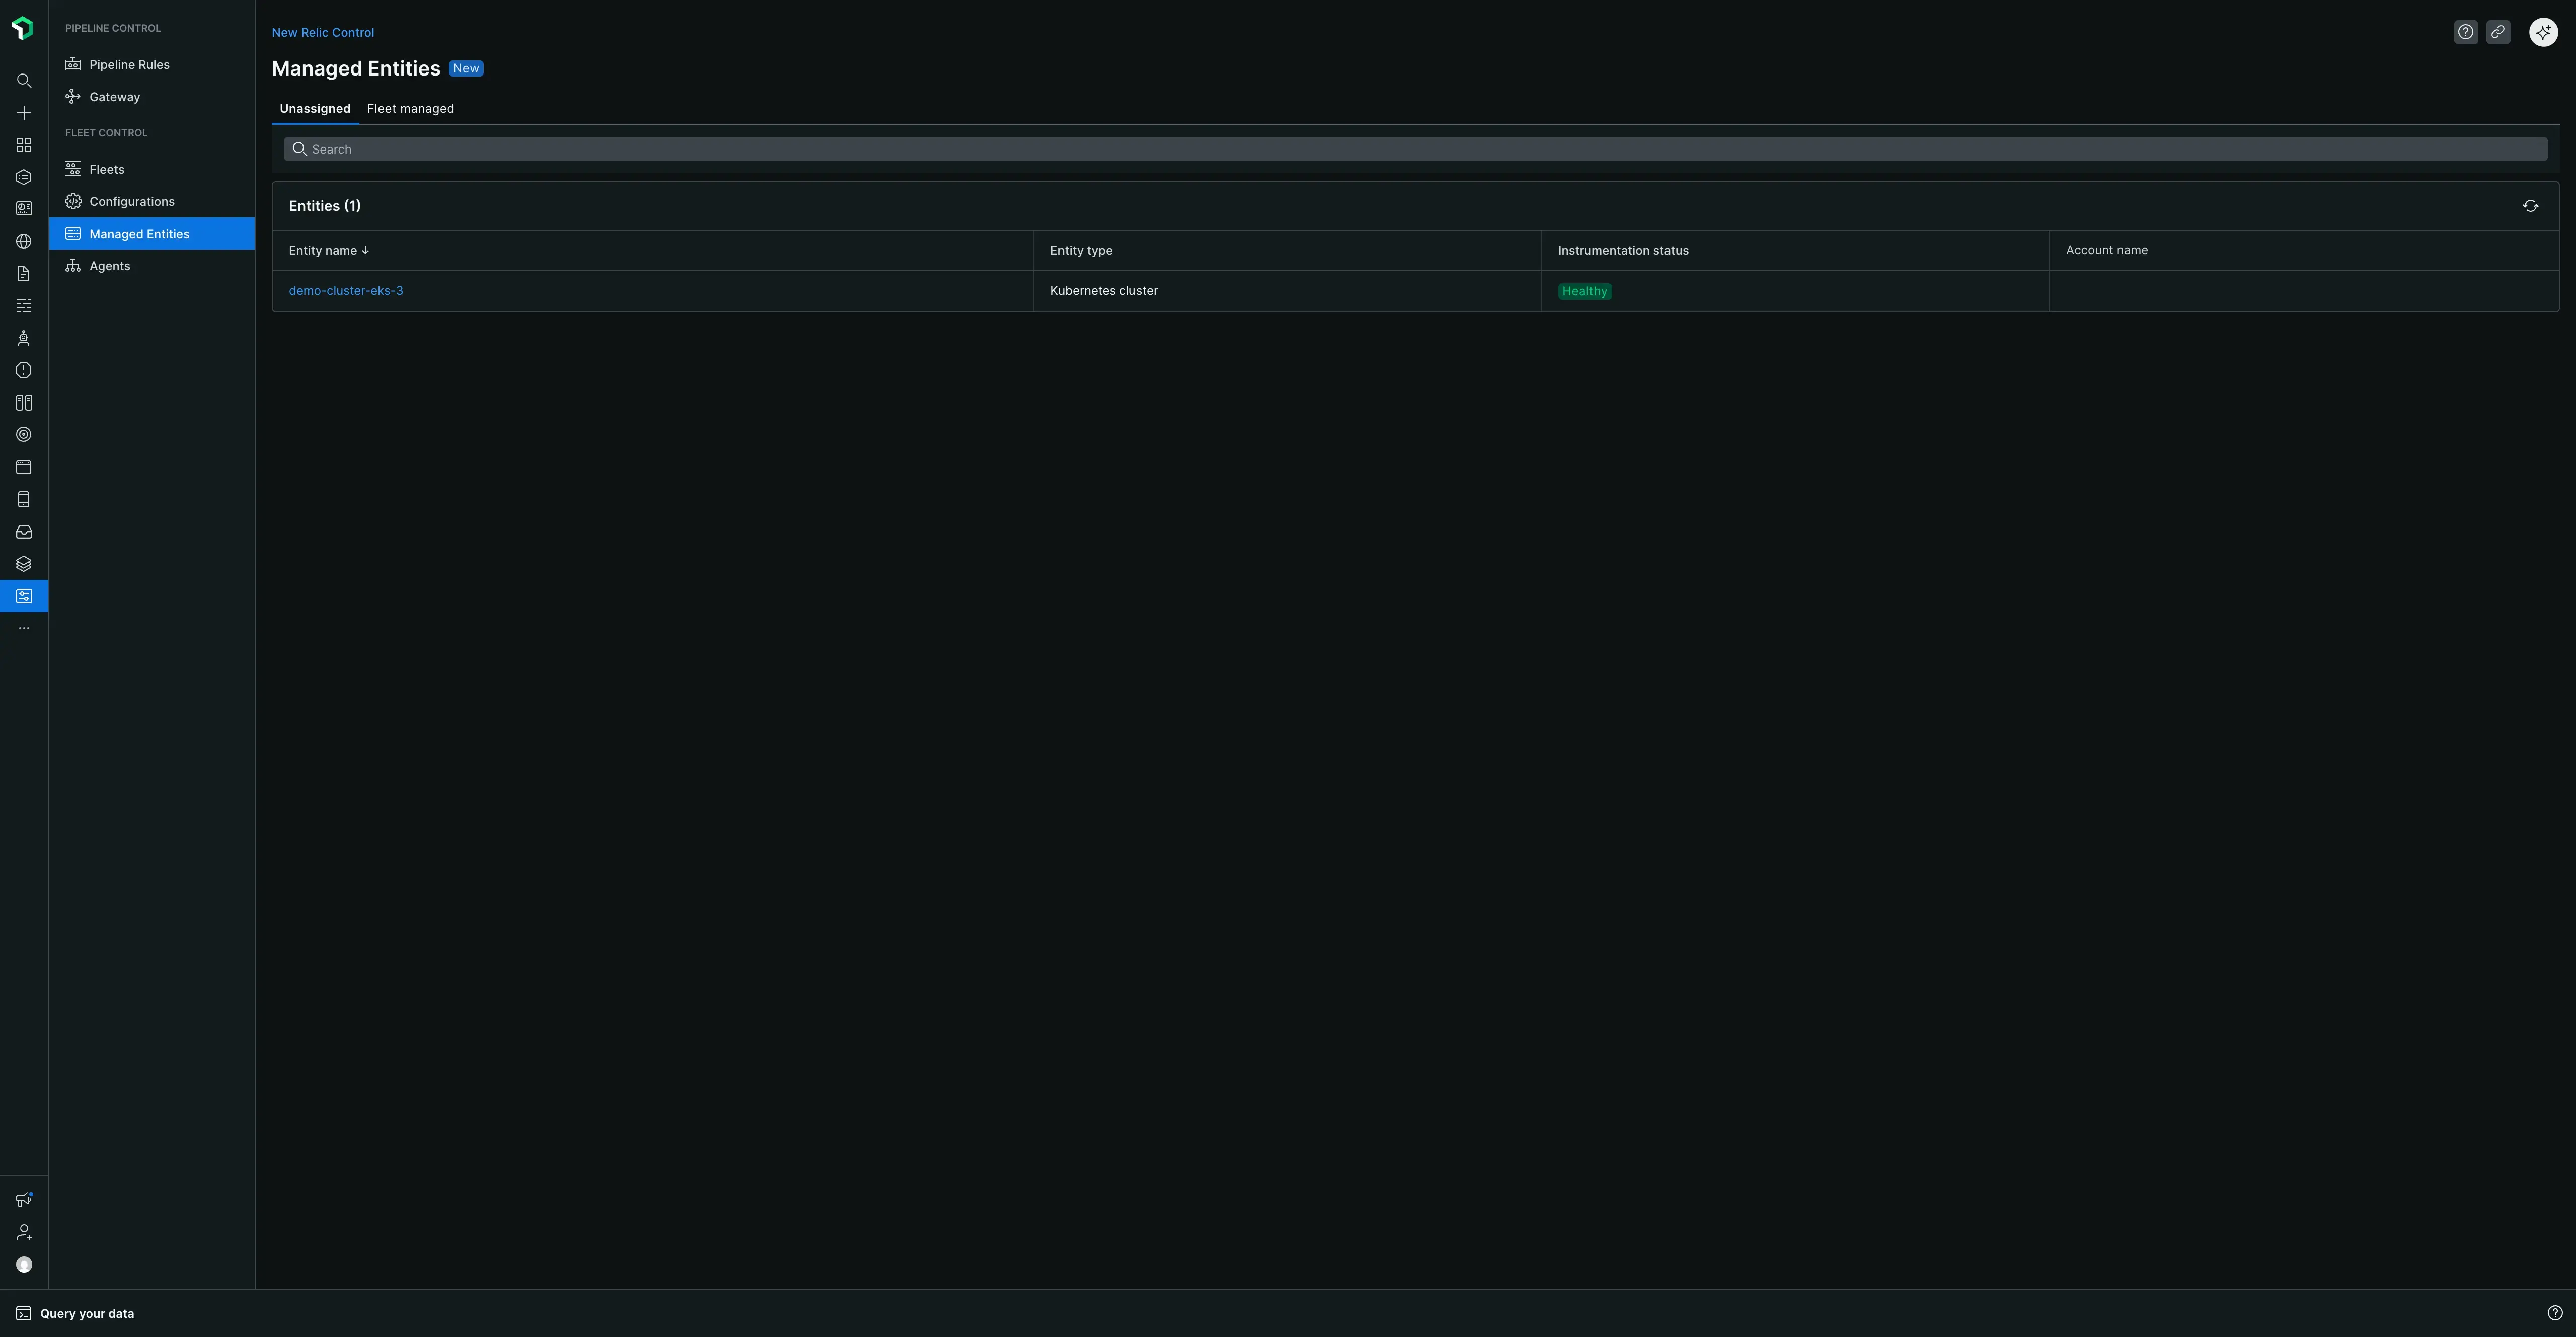 PIPELINE CONTROL
Pipeline Rules
Gateway
FLEET CONTROL
Fleets
Configurations
Managed Entities
Agents
New Relic Control
Managed Entities New
Unassigned Fleet managed
Search
Entities (1)
Entity name ↓ Entity type Instrumentation status Account name
demo-cluster-eks-3 Kubernetes cluster Healthy
Query your data